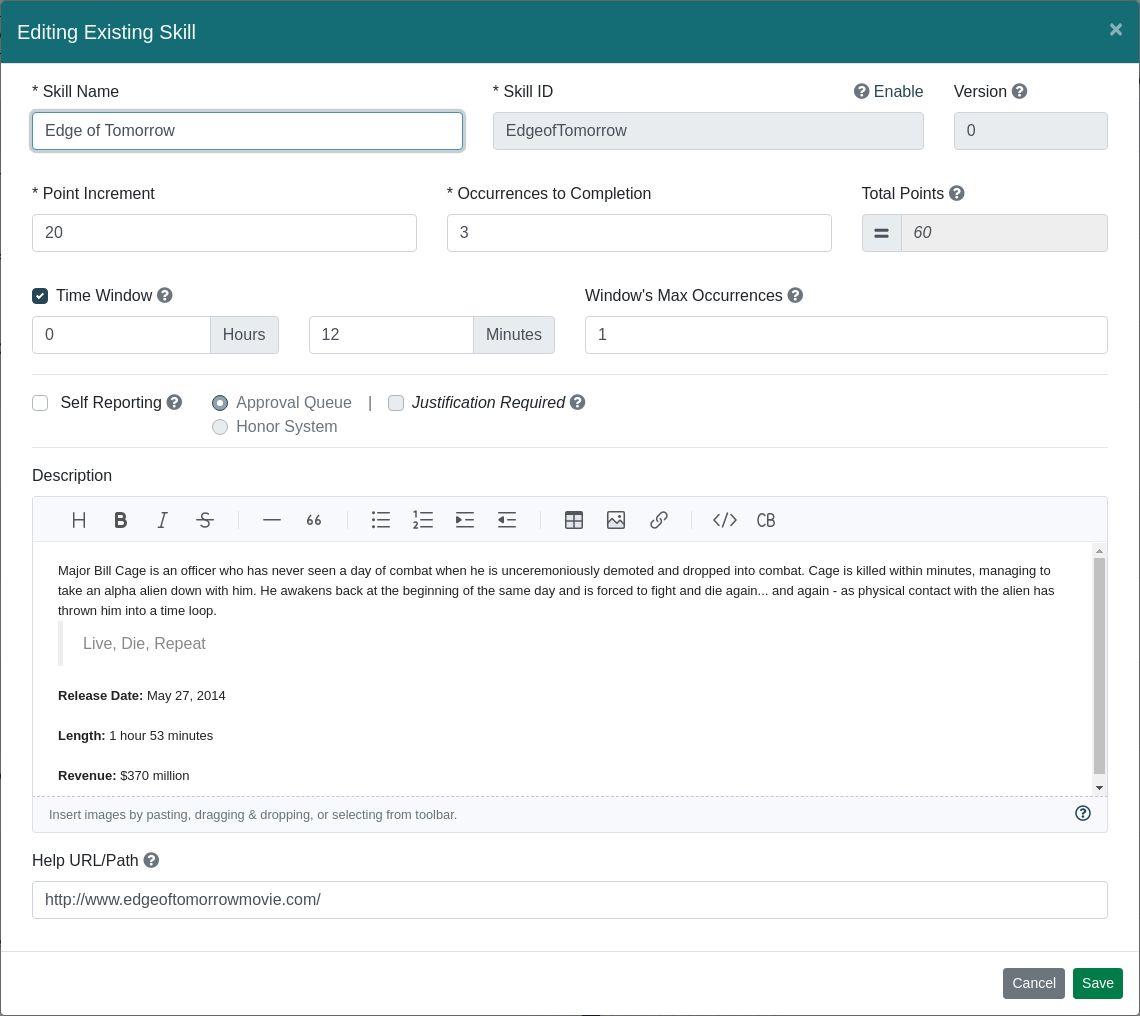 Editing Existing Skill
×
* Skill Name
* Skill ID
Enable
Version
Edge of Tomorrow
EdgeofTomorrow
0
* Point Increment
* Occurrences to Completion
Total Points
20
3
= 60
Time Window
Window's Max Occurrences
0 Hours
12 Minutes
1
Self Reporting
Approval Queue | Justification Required
Honor System
Description
H B I S — 66 </> CB
Major Bill Cage is an officer who has never seen a day of combat when he is unceremoniously demoted and dropped into combat. Cage is killed within minutes, managing to
take an alpha alien down with him. He awakens back at the beginning of the same day and is forced to fight and die again... and again - as physical contact with the alien has
thrown him into a time loop.
Live, Die, Repeat
Release Date: May 27, 2014
Length: 1 hour 53 minutes
Revenue: $370 million
Insert images by pasting, dragging & dropping, or selecting from toolbar.
Help URL/Path
http://www.edgeoftomorrowmovie.com/
Cancel
Save